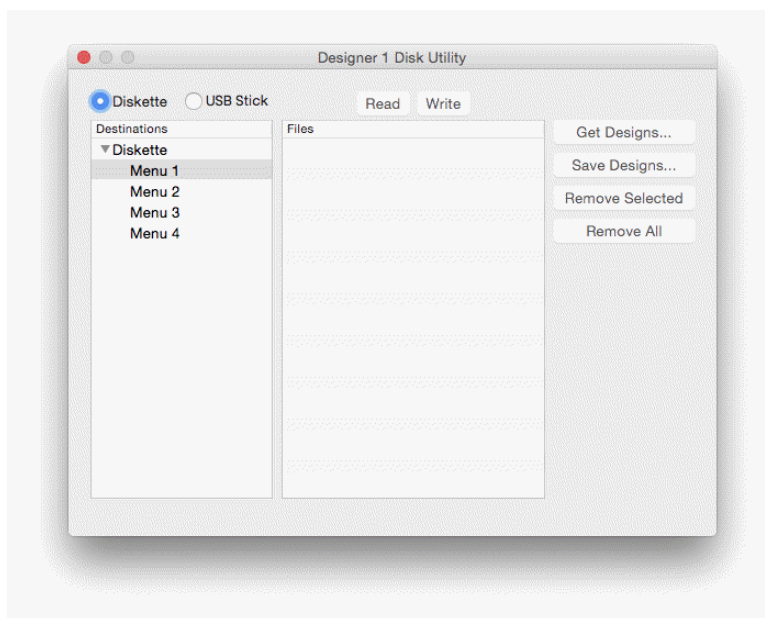 Designer 1 Disk Utility
Diskette USB Stick Read Write
Destinations
Diskette
Menu 1
Menu 2
Menu 3
Menu 4
Files
Get Designs...
Save Designs...
Remove Selected
Remove All